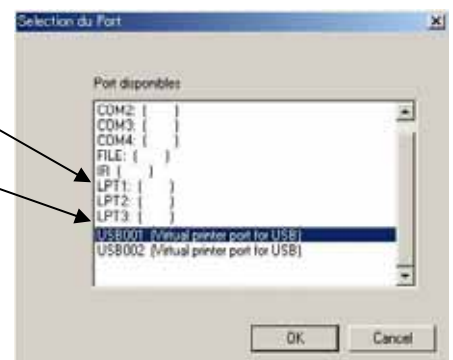 Selection du Port
Port disponibles
COM2: ( )
COM3: ( )
COM4: ( )
FILE: ( )
IR ( )
LPT1: ( )
LPT2: ( )
LPT3: ( )
USB001 (Virtual printer port for USB)
USB002 (Virtual printer port for USB)
OK Cancel